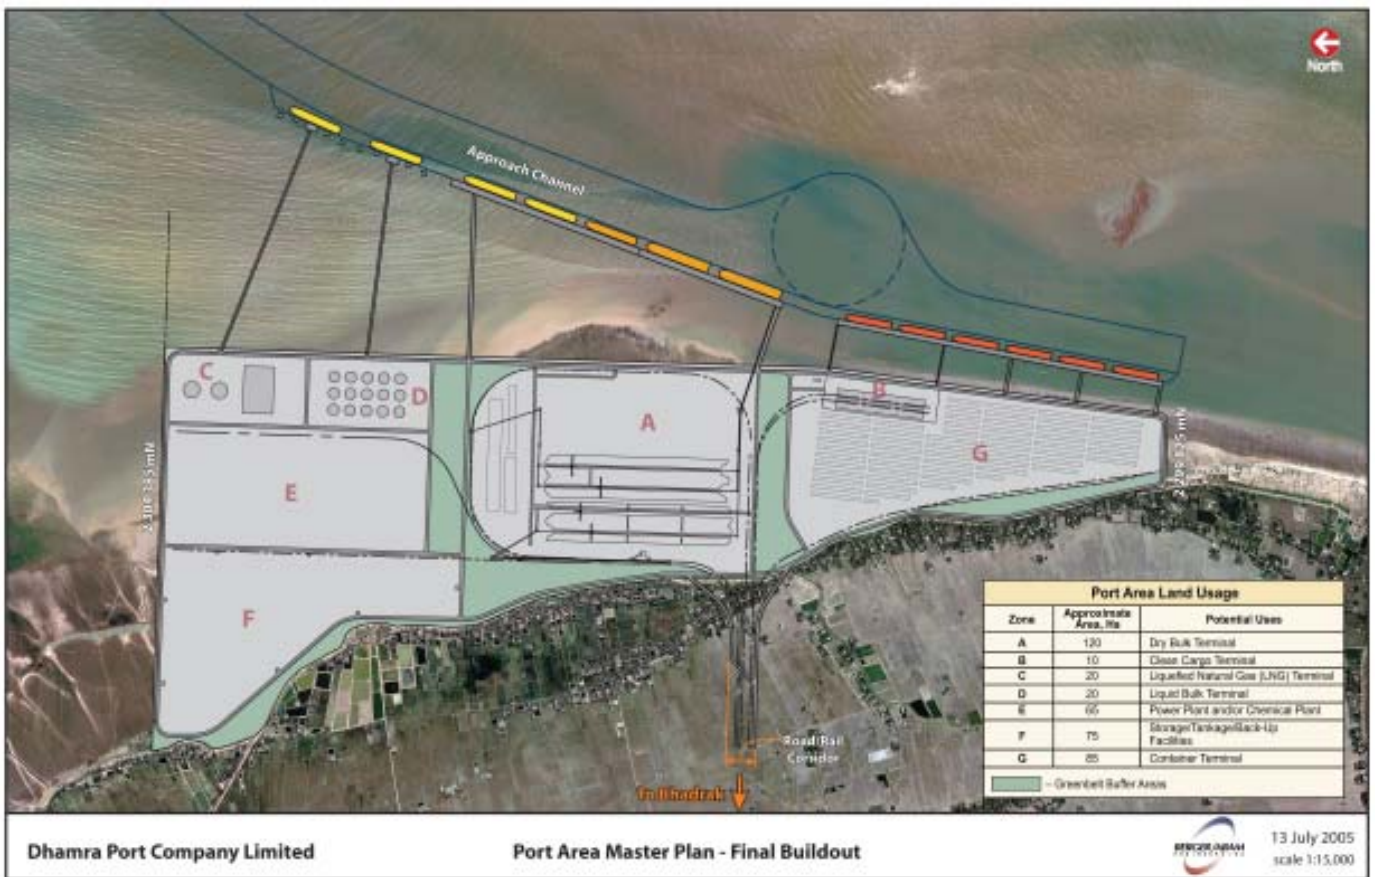 North
Approach Channel
C
D
B
A
G
E
F
Port Area Land Usage
Zone Approximate Area, Ha Potential Uses
A 120 Dry Bulk Terminal
B 10 Clean Cargo Terminal
C 20 Liquefied Natural Gas (LNG) Terminal
D 20 Liquid Bulk Terminal
E 65 Power Plant and/or Chemical Plant
F 75 Storage/Tankage/Back-Up
Facilities
G 85 Container Terminal
– Greenbelt Buffer Areas
Road/Rail
Corridor
To Bhadrak
Dhamra Port Company Limited
Port Area Master Plan - Final Buildout
BERGER/ABAM
13 July 2005
scale 1:15,000